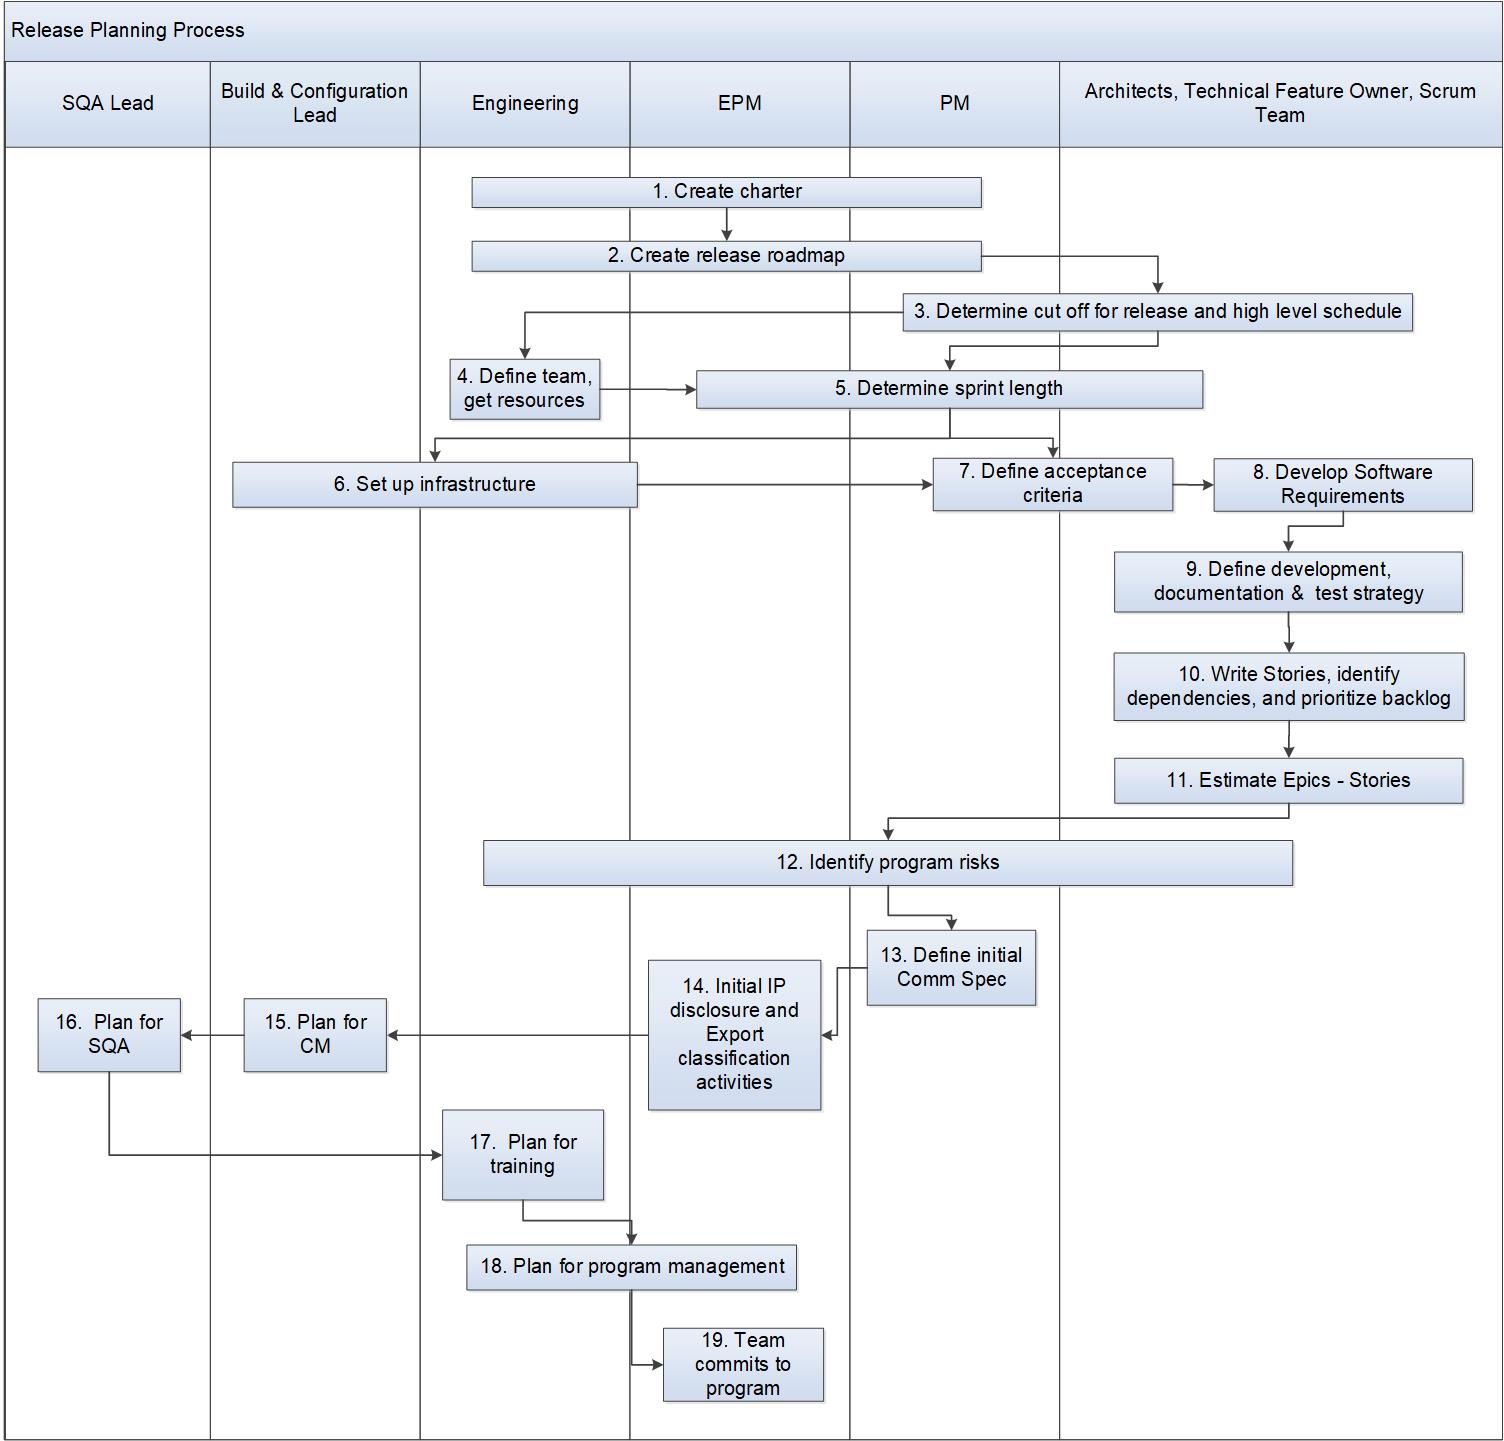 Release Planning Process
SQA Lead
Build & Configuration
Lead
Engineering
EPM
PM
Architects, Technical Feature Owner, Scrum
Team
1. Create charter
2. Create release roadmap
3. Determine cut off for release and high level schedule
4. Define team,
get resources
5. Determine sprint length
6. Set up infrastructure
7. Define acceptance
criteria
8. Develop Software
Requirements
9. Define development,
documentation &  test strategy
10. Write Stories, identify
dependencies, and prioritize backlog
11. Estimate Epics - Stories
12. Identify program risks
13. Define initial
Comm Spec
14. Initial IP
disclosure and
Export
classification
activities
15. Plan for
CM
16.  Plan for
SQA
17.  Plan for
training
18. Plan for program management
19. Team
commits to
program